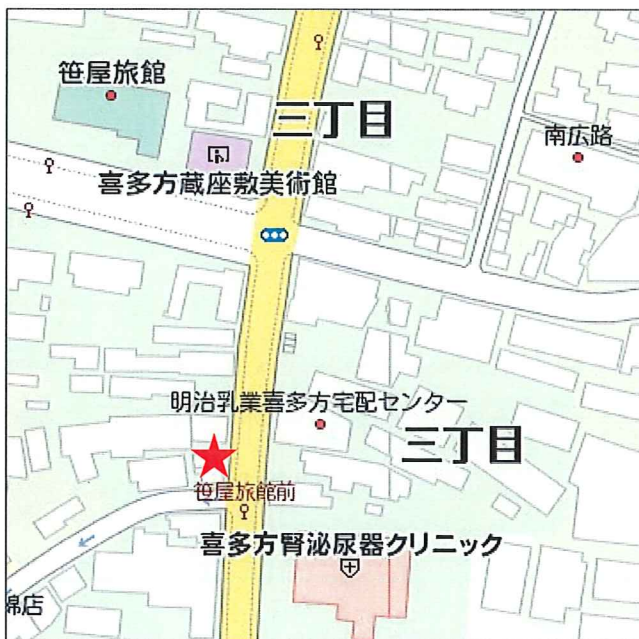 笹屋旅館
三丁目
南広路
喜多方蔵座敷美術館
明治乳業喜多方宅配センター
三丁目
笹屋旅館前
喜多方腎泌尿器クリニック
綿店